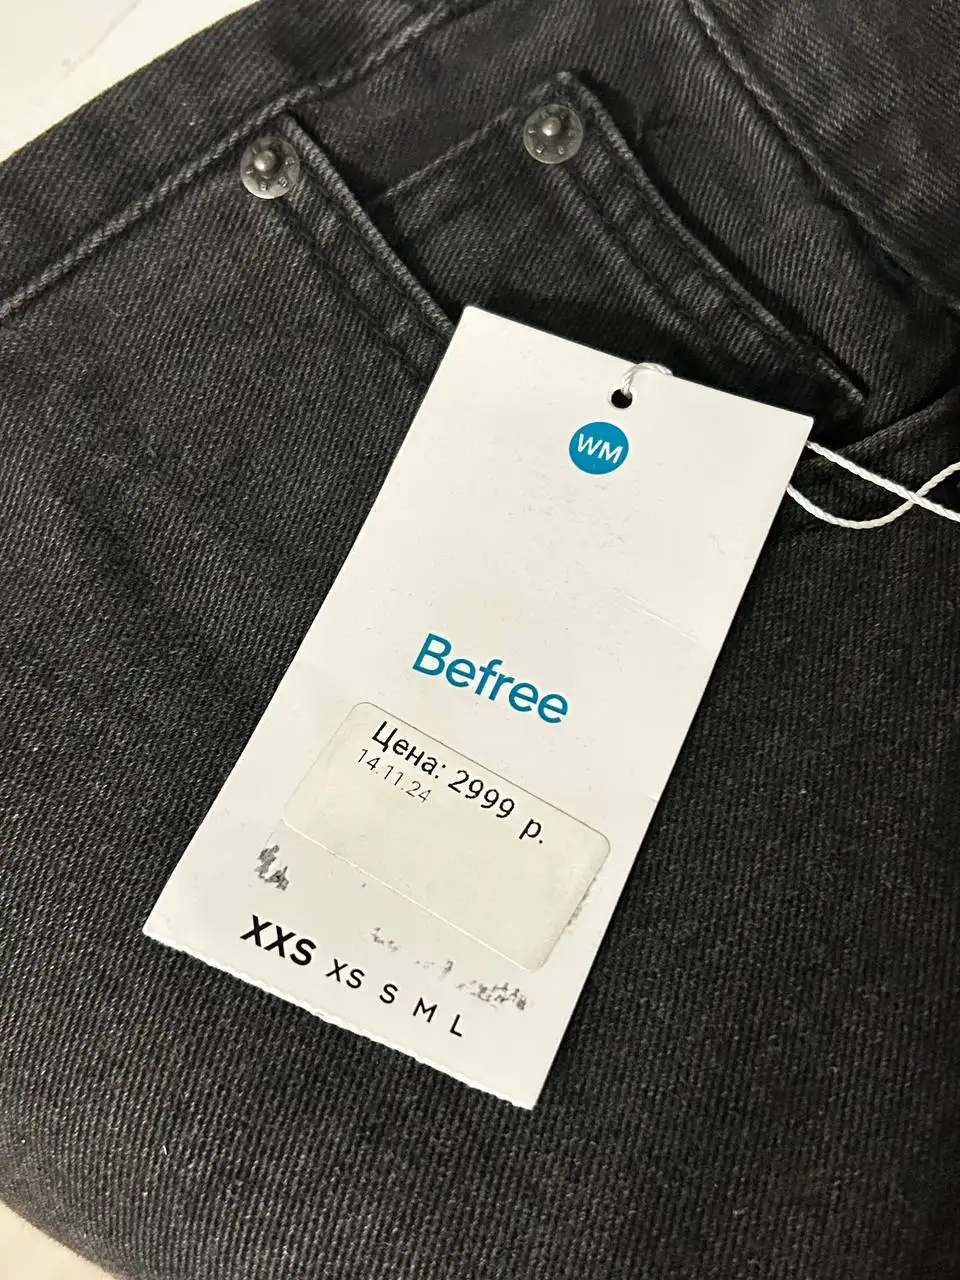 WM
Befree
Цена: 2999 р.
14.11.24
XXS XS S M L